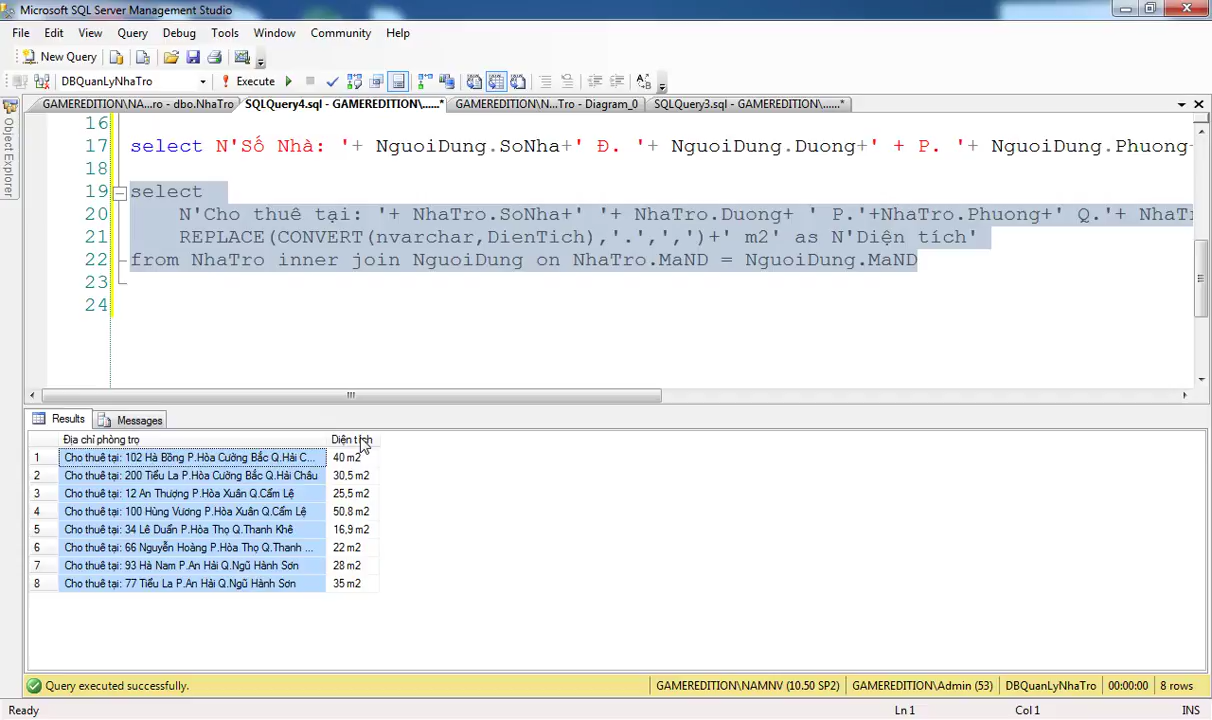 Microsoft SQL Server Management Studio
File Edit View Query Debug Tools Window Community Help
New Query
DBQuanLyNhaTro Execute
GAMEREDITION\NA...ro - dbo.NhaTro SQLQuery4.sql - GAMEREDITION\......* GAMEREDITION\N...Tro - Diagram_0 SQLQuery3.sql - GAMEREDITION\......*
Object Explorer
16
17 select N'Số Nhà: '+ NguoiDung.SoNha+' Đ. '+ NguoiDung.Duong+' + P. '+ NguoiDung.Phuong+
18
19 select
20 N'Cho thuê tại: '+ NhaTro.SoNha+' '+ NhaTro.Duong+ ' P.'+NhaTro.Phuong+' Q.'+ NhaTr
21 REPLACE(CONVERT(nvarchar,DienTich),'.',',')+' m2' as N'Diện tích'
22 from NhaTro inner join NguoiDung on NhaTro.MaND = NguoiDung.MaND
23
24
Results Messages
Địa chỉ phòng trọ Diện tích
1 Cho thuê tại: 102 Hà Bồng P.Hòa Cường Bắc Q.Hải C... 40 m2
2 Cho thuê tại: 200 Tiểu La P.Hòa Cường Bắc Q.Hải Châu 30,5 m2
3 Cho thuê tại: 12 An Thượng P.Hòa Xuân Q.Cẩm Lệ 25,5 m2
4 Cho thuê tại: 100 Hùng Vương P.Hòa Xuân Q.Cẩm Lệ 50,8 m2
5 Cho thuê tại: 34 Lê Duẩn P.Hòa Thọ Q.Thanh Khê 16,9 m2
6 Cho thuê tại: 66 Nguyễn Hoàng P.Hòa Thọ Q.Thanh ... 22 m2
7 Cho thuê tại: 93 Hà Nam P.An Hải Q.Ngũ Hành Sơn 28 m2
8 Cho thuê tại: 77 Tiểu La P.An Hải Q.Ngũ Hành Sơn 35 m2
Query executed successfully. GAMEREDITION\NAMNV (10.50 SP2) GAMEREDITION\Admin (53) DBQuanLyNhaTro 00:00:00 8 rows
Ready Ln 1 Col 1 INS